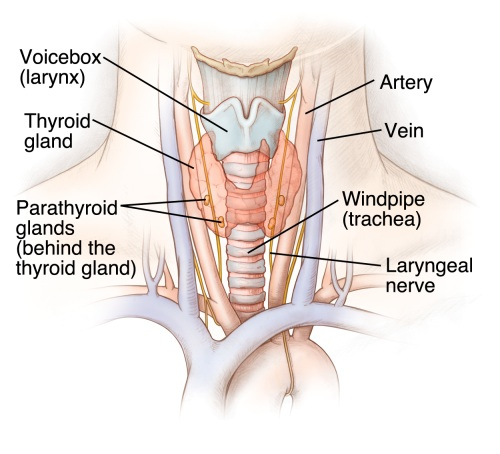 Voicebox
(larynx)
Thyroid
gland
Parathyroid
glands
(behind the
thyroid gland)
Artery
Vein
Windpipe
(trachea)
Laryngeal
nerve